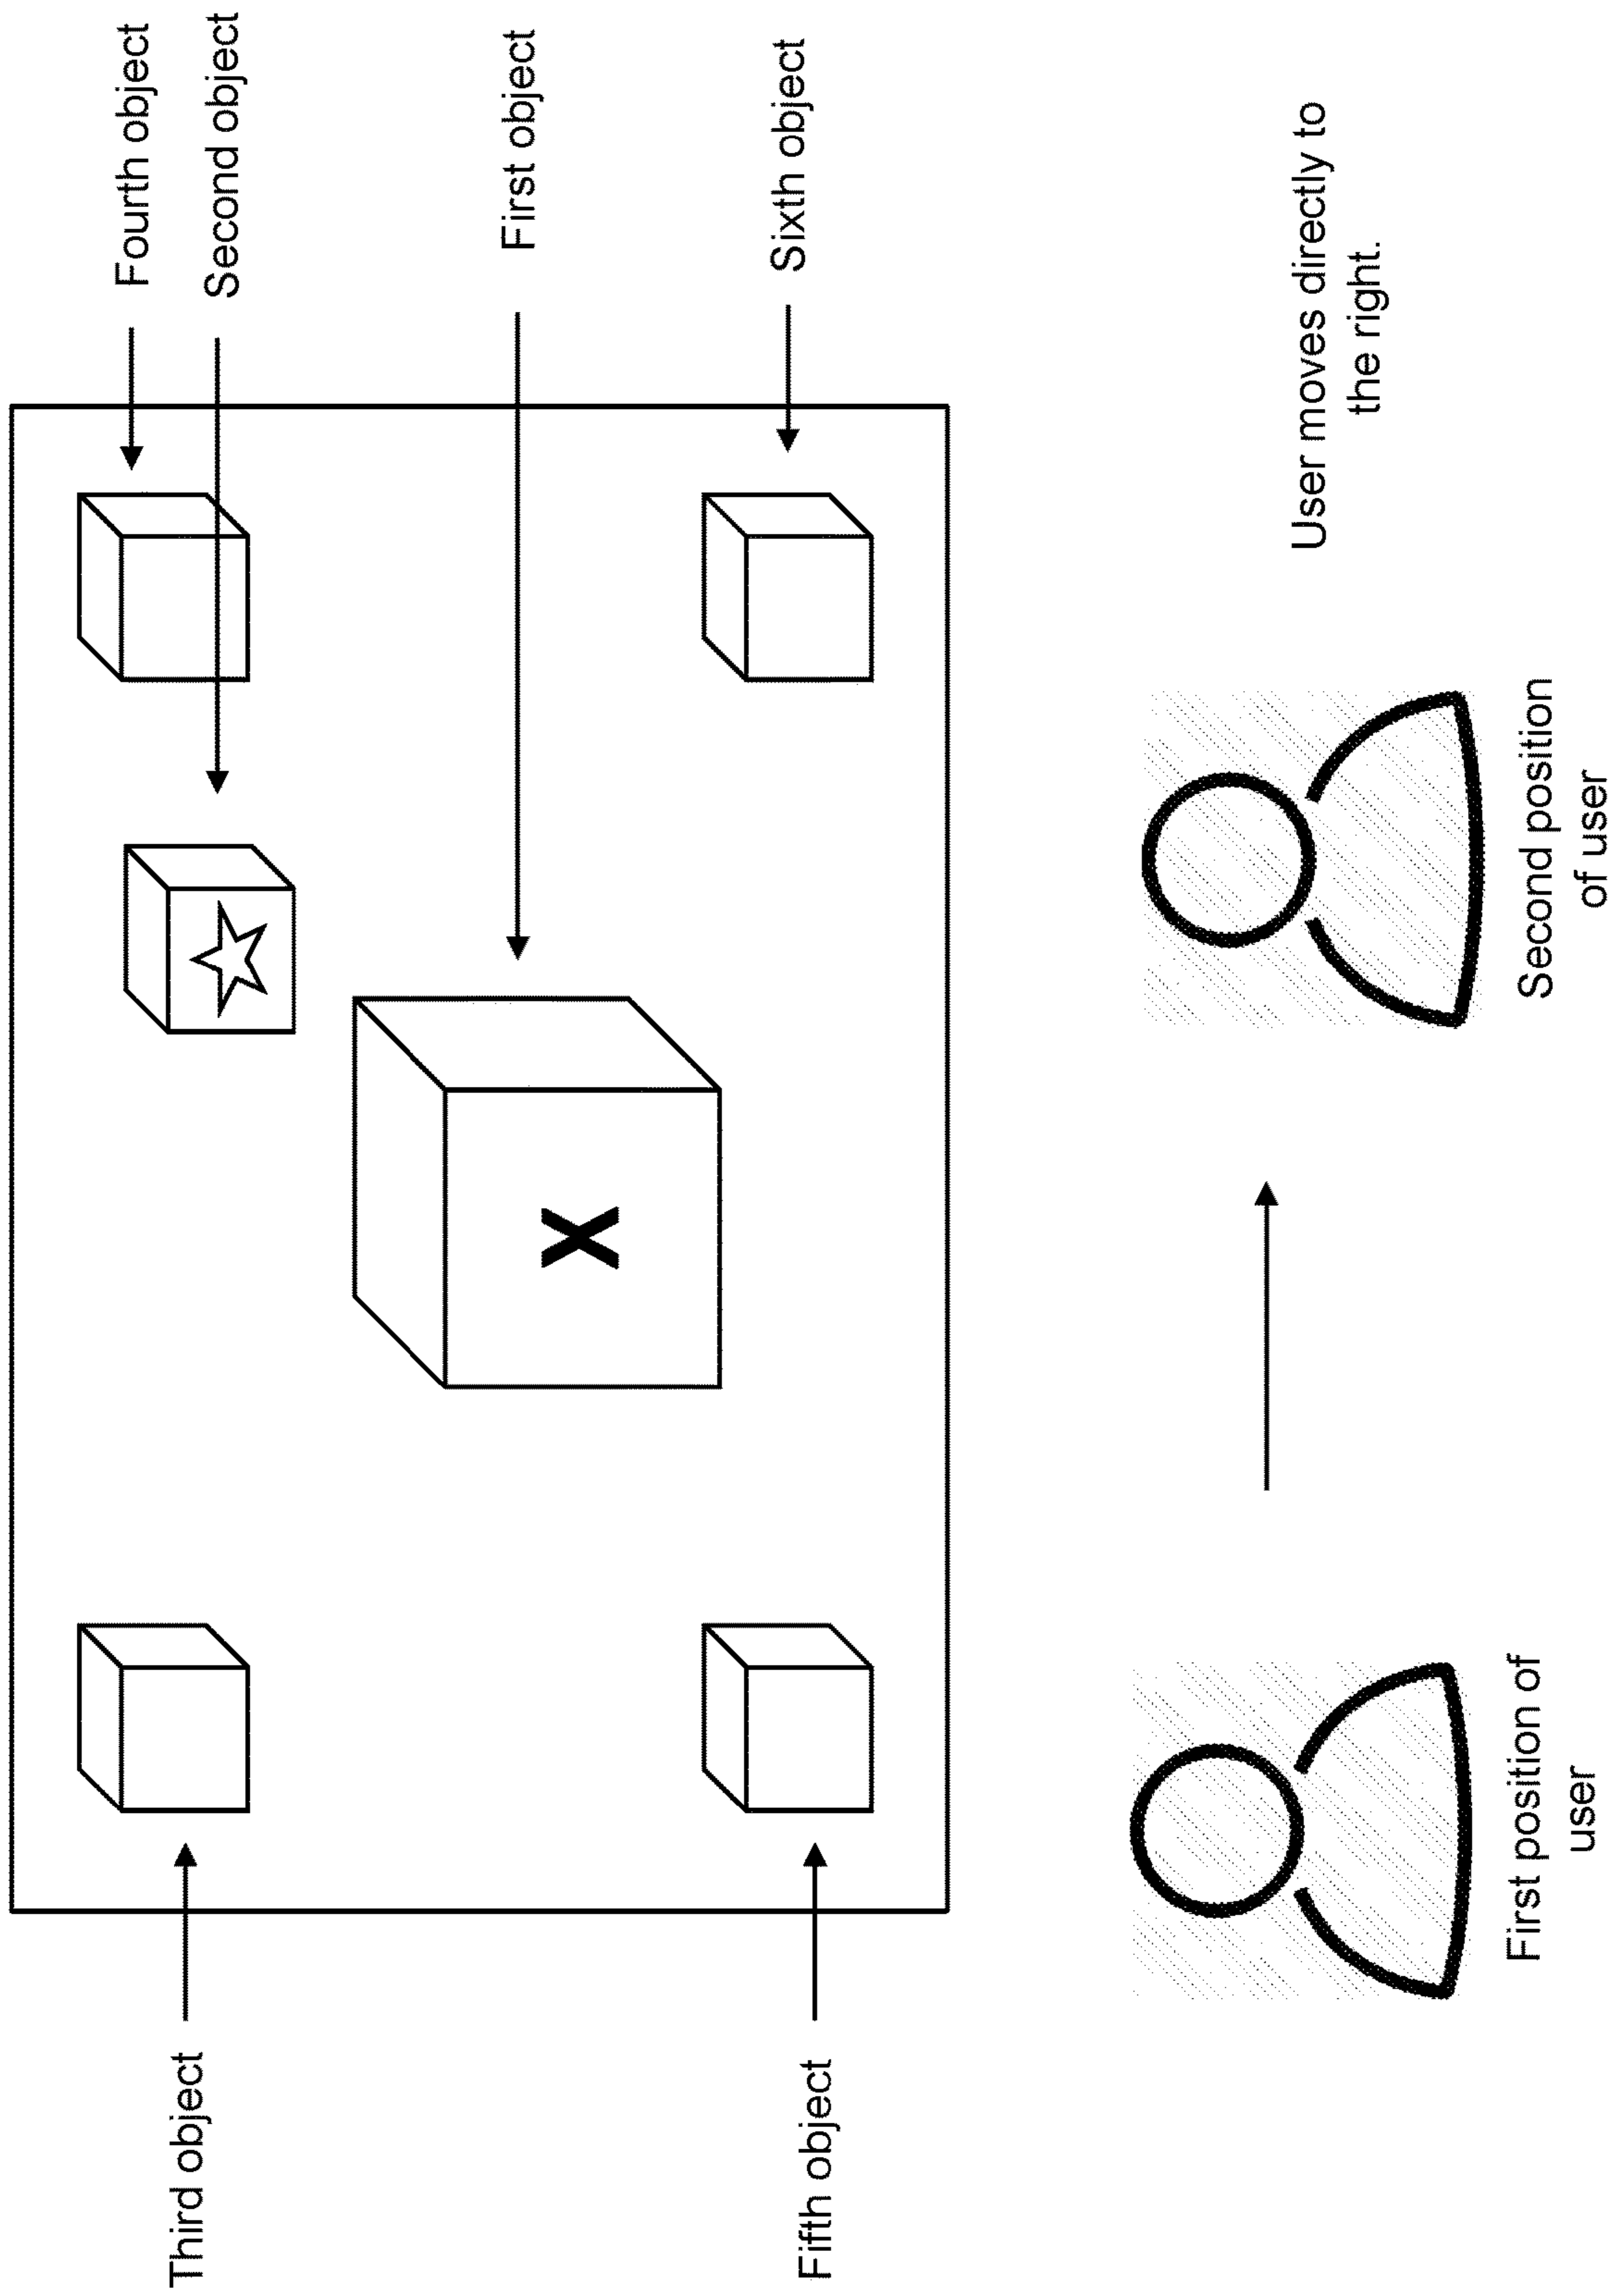 Fourth object
Second object
Third object
First object
X
Fifth object
Sixth object
User moves directly to
the right.
First position of
user
Second position
of user